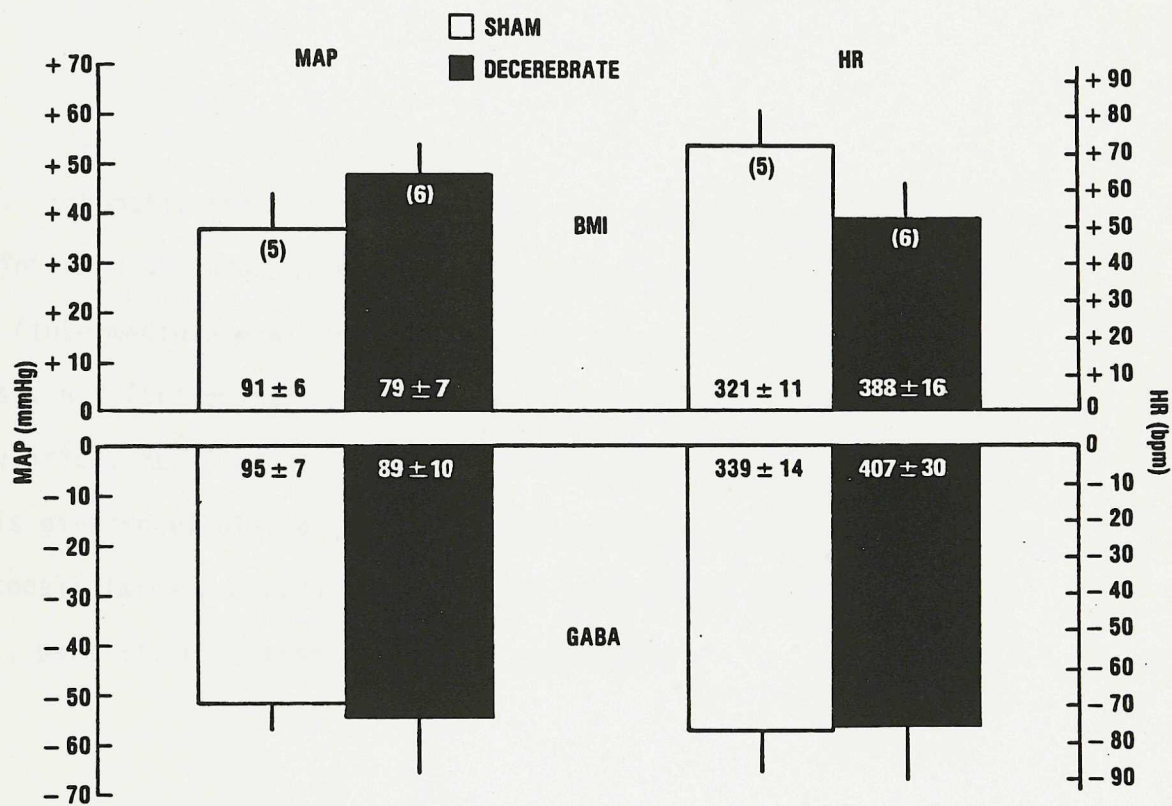 SHAM
DECEREBRATE
MAP
HR
+ 70
+ 60
+ 50
+ 40
+ 30
+ 20
+ 10
0
0
− 10
− 20
− 30
− 40
− 50
− 60
− 70
MAP (mmHg)
(5)
(6)
91 ± 6
79 ± 7
95 ± 7
89 ± 10
BMI
GABA
(5)
(6)
321 ± 11
388 ± 16
339 ± 14
407 ± 30
+ 90
+ 80
+ 70
+ 60
+ 50
+ 40
+ 30
+ 20
+ 10
0
0
− 10
− 20
− 30
− 40
− 50
− 60
− 70
− 80
− 90
HR (bpm)